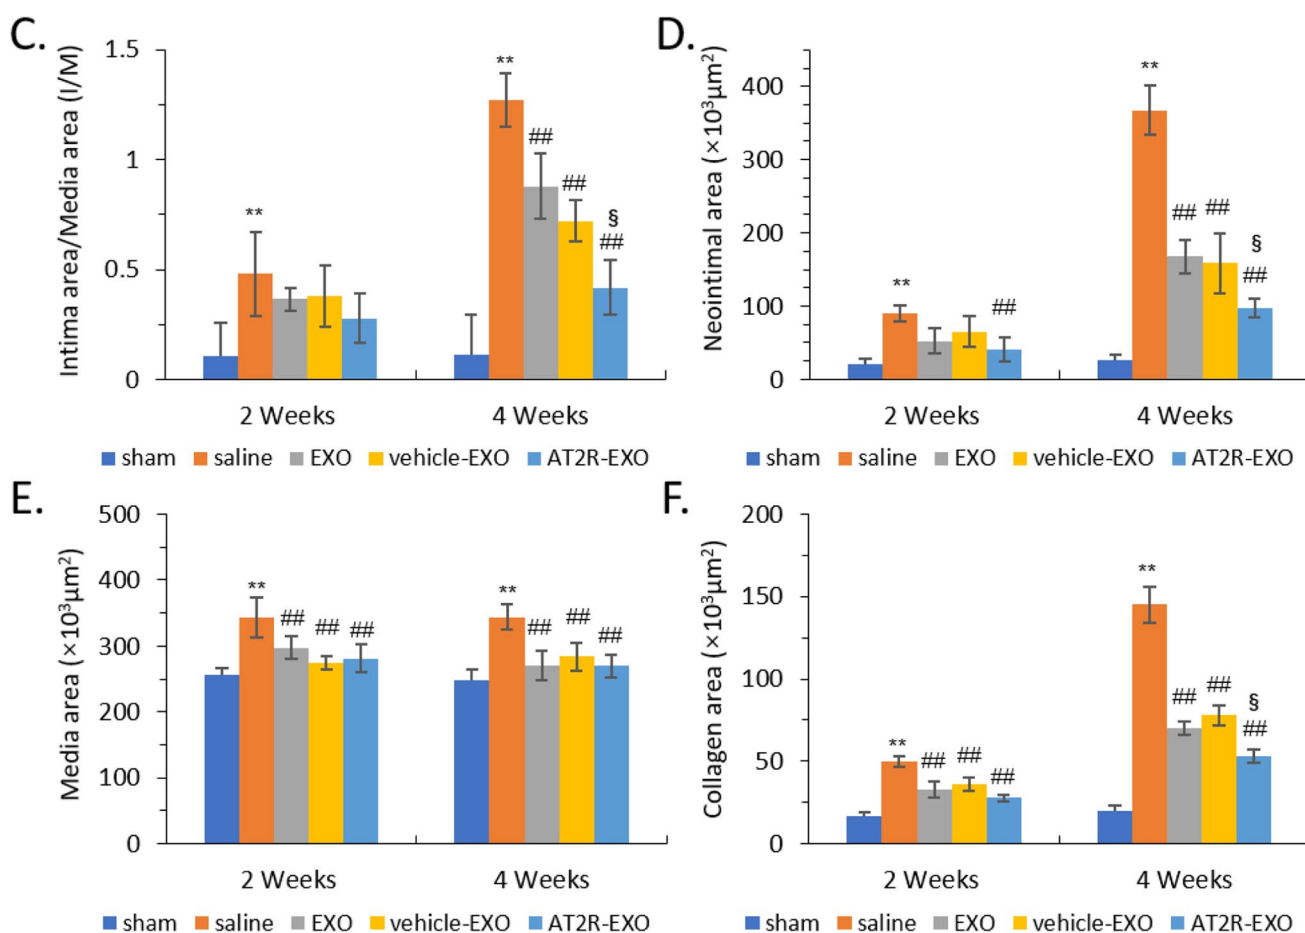 C.
Intima area/Media area (I/M)
1.5
1
0.5
0
**
**
##
##
§
##
2 Weeks
4 Weeks
sham saline EXO vehicle-EXO AT2R-EXO
D.
Neointimal area (×10³µm²)
400
300
200
100
0
**
##
**
##
##
§
##
2 Weeks
4 Weeks
sham saline EXO vehicle-EXO AT2R-EXO
E.
Media area (×10³µm²)
500
400
300
200
100
0
**
##
##
##
**
##
##
##
2 Weeks
4 Weeks
sham saline EXO vehicle-EXO AT2R-EXO
F.
Collagen area (×10³µm²)
200
150
100
50
0
**
##
##
##
**
##
##
§
##
2 Weeks
4 Weeks
sham saline EXO vehicle-EXO AT2R-EXO